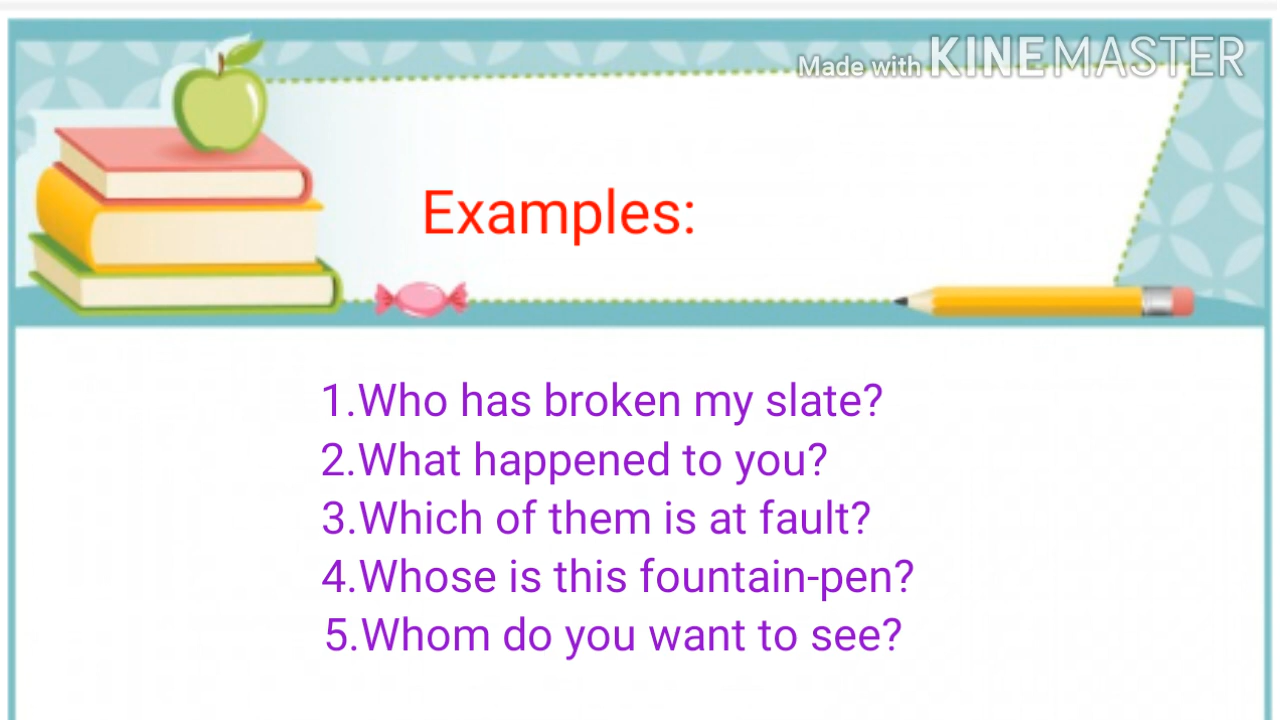 Made with KINEMASTER
Examples:
1.Who has broken my slate?
2.What happened to you?
3.Which of them is at fault?
4.Whose is this fountain-pen?
5.Whom do you want to see?